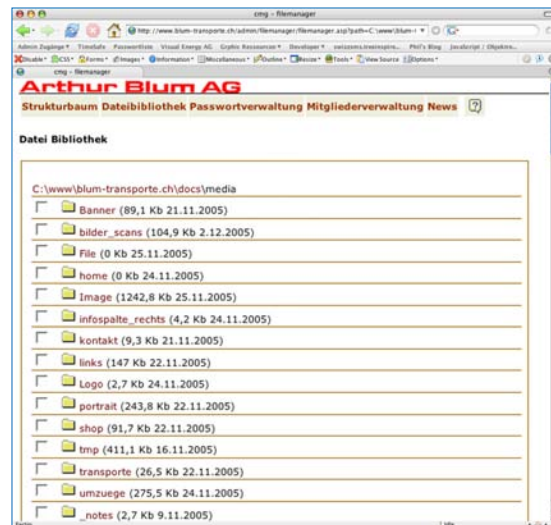 cmg - filemanager
http://www.blum-transporte.ch/admin/filemanager/filemanager.asp?path=C:\www\blum-t
Admin Zugänge TimeSafe Passwortliste Visual Energy AG Developer Phil's Blog
Disable CSS Forms Images Information Miscellaneous Outline Resize Tools View Source Options
cmg - filemanager
Arthur Blum AG
Strukturbaum Dateibibliothek Passwortverwaltung Mitgliederverwaltung News ?
Datei Bibliothek
C:\www\blum-transporte.ch\docs\media
Banner (89,1 Kb 21.11.2005)
bilder_scans (104,9 Kb 2.12.2005)
File (0 Kb 25.11.2005)
home (0 Kb 24.11.2005)
Image (1242,8 Kb 25.11.2005)
infospalte_rechts (4,2 Kb 24.11.2005)
kontakt (9,3 Kb 21.11.2005)
links (147 Kb 22.11.2005)
Logo (2,7 Kb 24.11.2005)
portrait (243,8 Kb 22.11.2005)
shop (91,7 Kb 22.11.2005)
tmp (411,1 Kb 16.11.2005)
transporte (26,5 Kb 22.11.2005)
umzuege (275,5 Kb 24.11.2005)
_notes (2,7 Kb 9.11.2005)